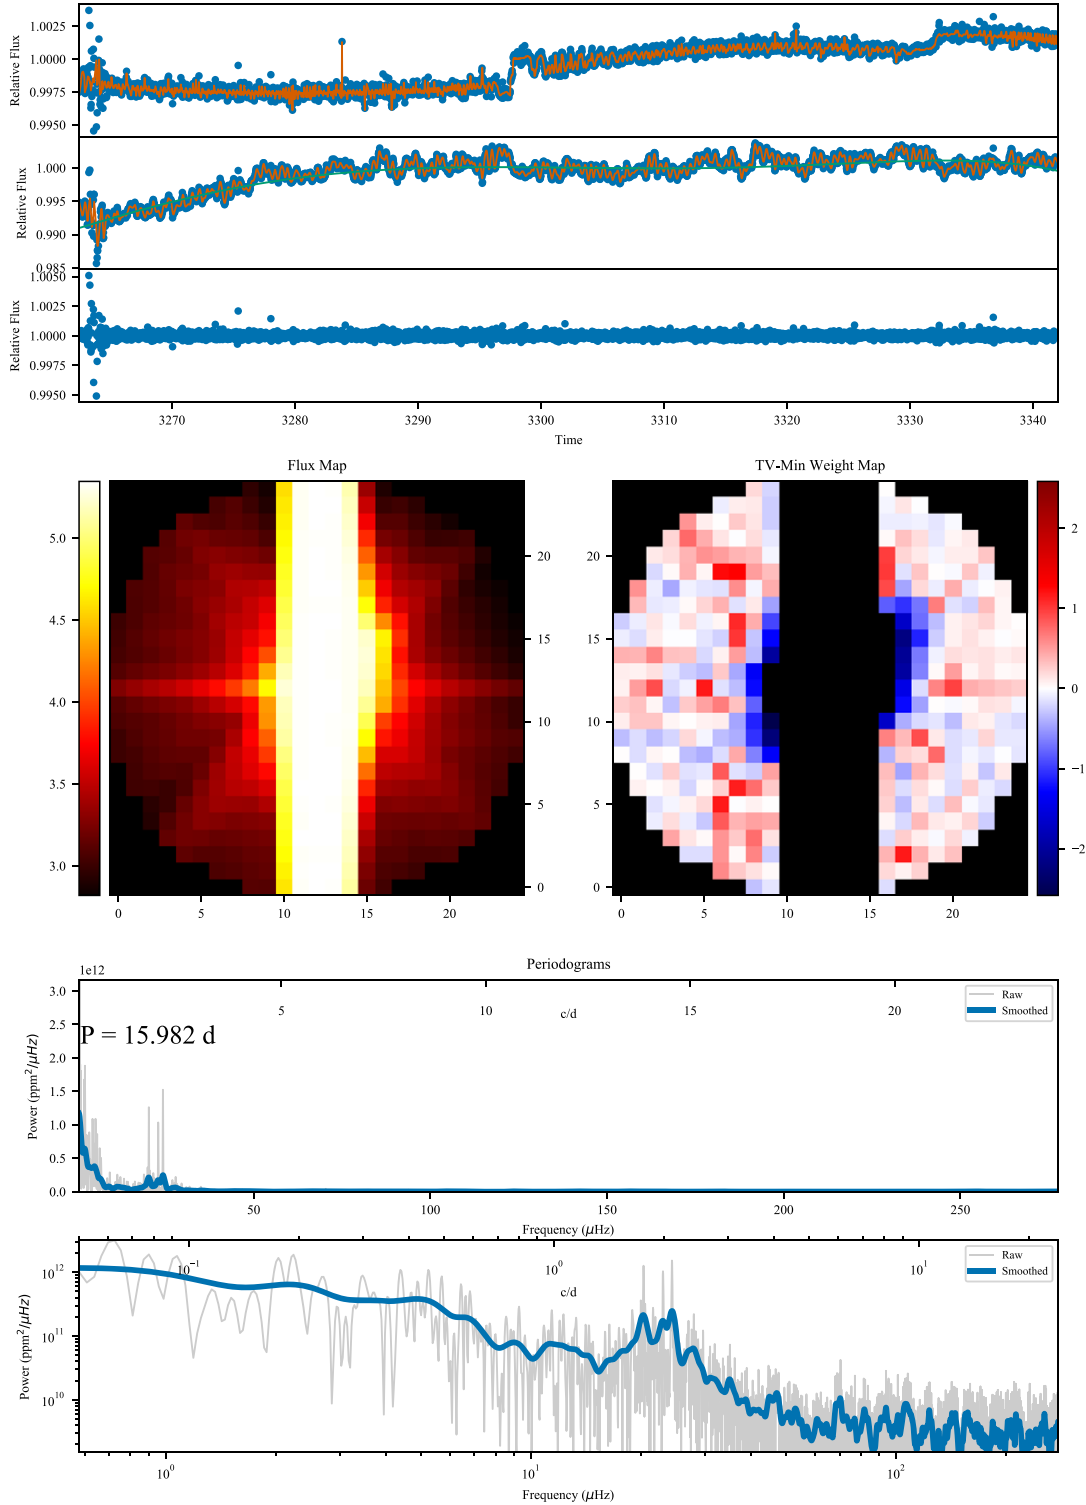 Relative Flux
1.0025
1.0000
0.9975
0.9950
Relative Flux
1.000
0.995
0.990
0.985
Relative Flux
1.0050
1.0025
1.0000
0.9975
0.9950
3270 3280 3290 3300 3310 3320 3330 3340
Time
Flux Map
5.0
4.5
4.0
3.5
3.0
20
15
10
5
0
0 5 10 15 20
TV-Min Weight Map
20
15
10
5
0
0 5 10 15 20
2
1
0
−1
−2
Periodograms
1e12
Power (ppm²/μHz)
3.0
2.5
2.0
1.5
1.0
0.5
0.0
5 10 15 20
c/d
P = 15.982 d
Raw
Smoothed
50 100 150 200 250
Frequency (μHz)
Power (ppm²/μHz)
10¹²
10¹¹
10¹⁰
10⁻¹ 10⁰ 10¹
c/d
Raw
Smoothed
10⁰ 10¹ 10²
Frequency (μHz)